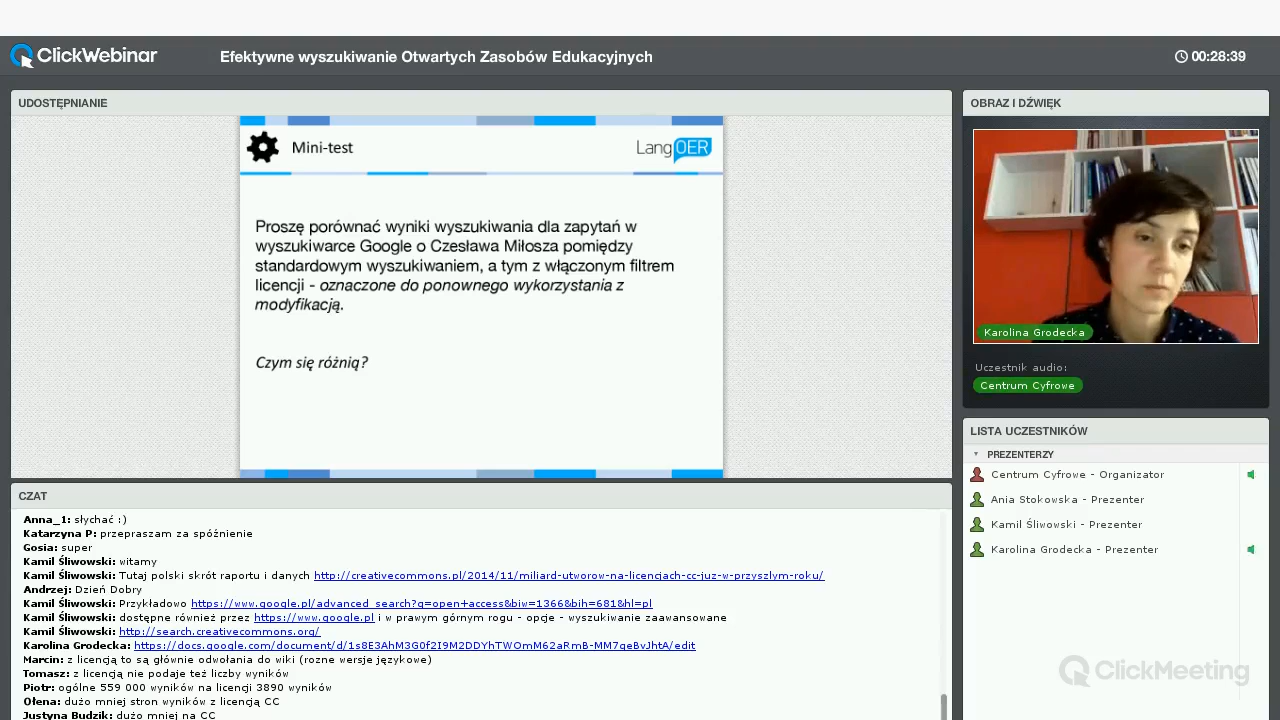 ClickWebinar
Efektywne wyszukiwanie Otwartych Zasobów Edukacyjnych
00:28:39
UDOSTĘPNIANIE
Mini-test
LangOER
Proszę porównać wyniki wyszukiwania dla zapytań w
wyszukiwarce Google o Czesława Miłosza pomiędzy
standardowym wyszukiwaniem, a tym z włączonym filtrem
licencji - oznaczone do ponownego wykorzystania z
modyfikacją.
Czym się różnią?
OBRAZ I DŹWIĘK
Karolina Grodecka
Uczestnik audio:
Centrum Cyfrowe
LISTA UCZESTNIKÓW
PREZENTERZY
Centrum Cyfrowe - Organizator
Ania Stokowska - Prezenter
Kamil Śliwowski - Prezenter
Karolina Grodecka - Prezenter
CZAT
Anna_1: słychać :)
Katarzyna P: przepraszam za spóźnienie
Gosia: super
Kamil Śliwowski: witamy
Kamil Śliwowski: Tutaj polski skrót raportu i danych http://creativecommons.pl/2014/11/miliard-utworow-na-licencjach-cc-juz-w-przyszlym-roku/
Andrzej: Dzień Dobry
Kamil Śliwowski: Przykładowo https://www.google.pl/advanced_search?q=open+access&biw=1366&bih=681&hl=pl
Kamil Śliwowski: dostępne również przez https://www.google.pl i w prawym górnym rogu - opcje - wyszukiwanie zaawansowane
Kamil Śliwowski: http://search.creativecommons.org/
Karolina Grodecka: https://docs.google.com/document/d/1s8E3AhM3G0f2I9M2DDYhTWOmM62aRmB-MM7qeBvJhtA/edit
Marcin: z licencją to są głównie odwołania do wiki (rozne wersje językowe)
Tomasz: z licencją nie podaje też liczby wyników
Piotr: ogólne 559 000 wyników na licencji 3890 wyników
Olena: dużo mniej stron wyników z licencją CC
Justyna Budzik: dużo mniej na CC
ClickMeeting